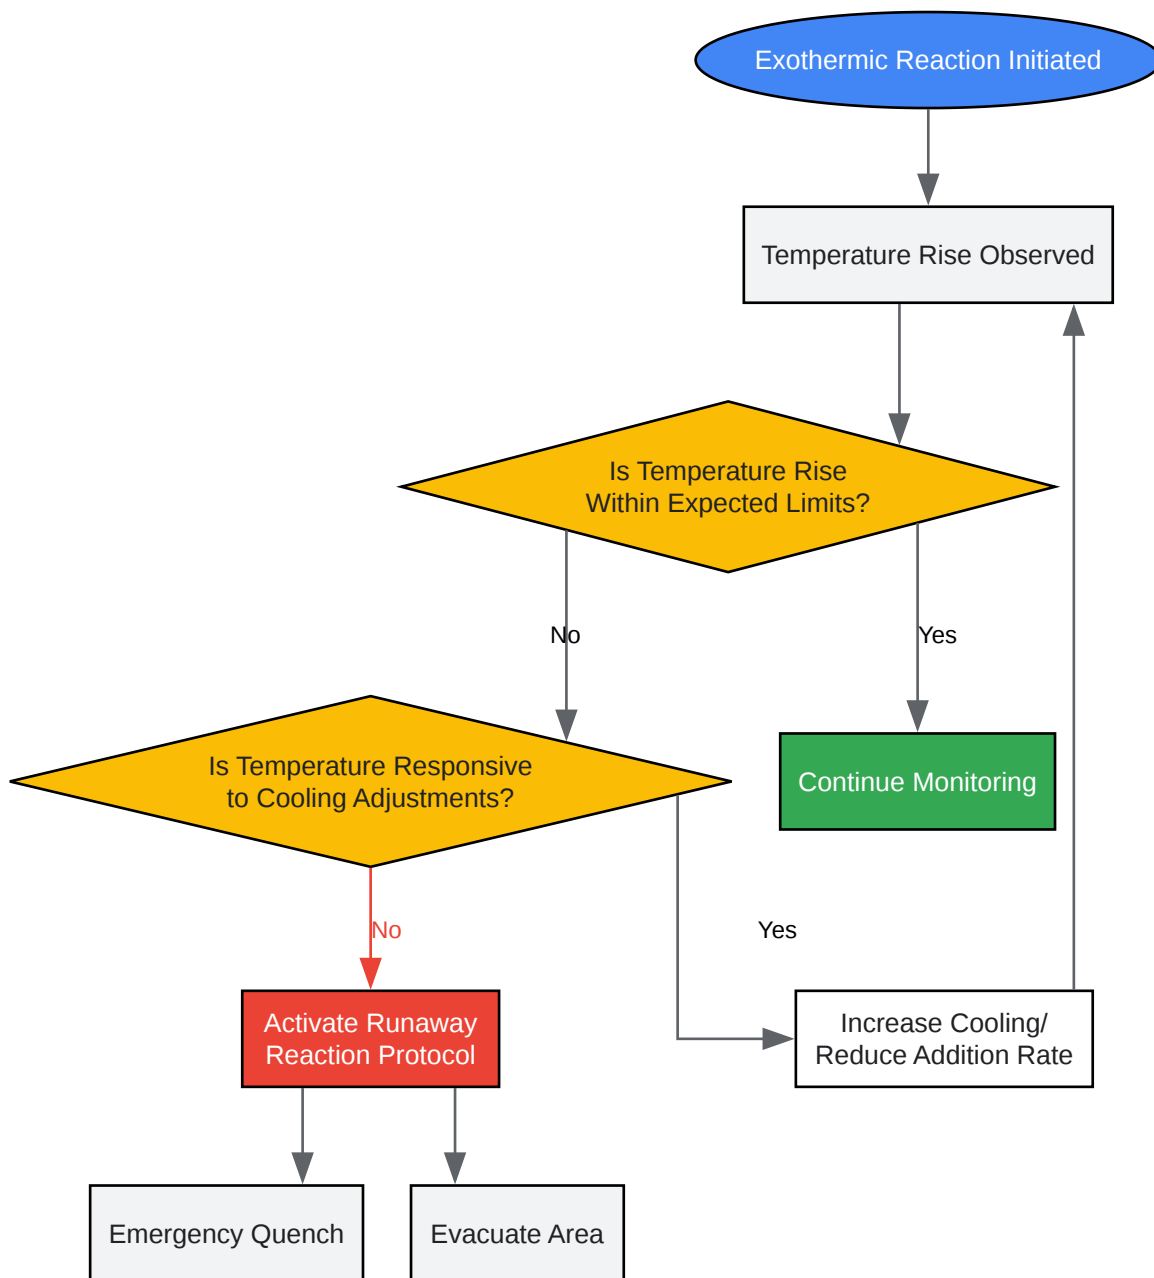 Exothermic Reaction Initiated
Temperature Rise Observed
Is Temperature Rise
Within Expected Limits?
No
Yes
Is Temperature Responsive
to Cooling Adjustments?
Continue Monitoring
No
Yes
Activate Runaway
Reaction Protocol
Increase Cooling/
Reduce Addition Rate
Emergency Quench
Evacuate Area